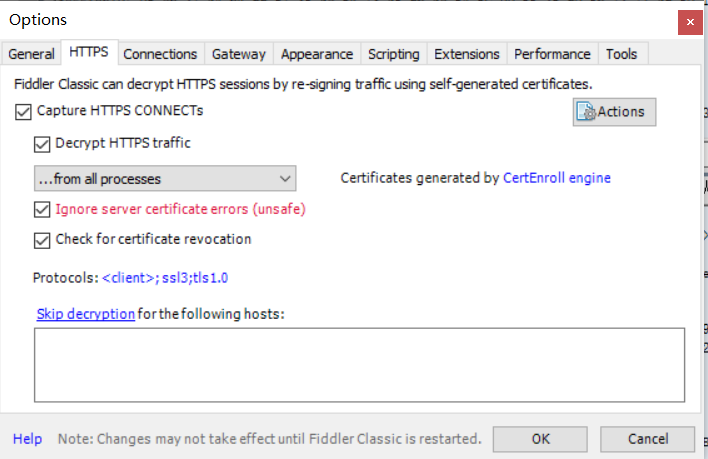 Options
General HTTPS Connections Gateway Appearance Scripting Extensions Performance Tools
Fiddler Classic can decrypt HTTPS sessions by re-signing traffic using self-generated certificates.
Capture HTTPS CONNECTs
Actions
Decrypt HTTPS traffic
...from all processes
Certificates generated by CertEnroll engine
Ignore server certificate errors (unsafe)
Check for certificate revocation
Protocols: <client>; ssl3;tls1.0
Skip decryption for the following hosts:
Help Note: Changes may not take effect until Fiddler Classic is restarted. OK Cancel